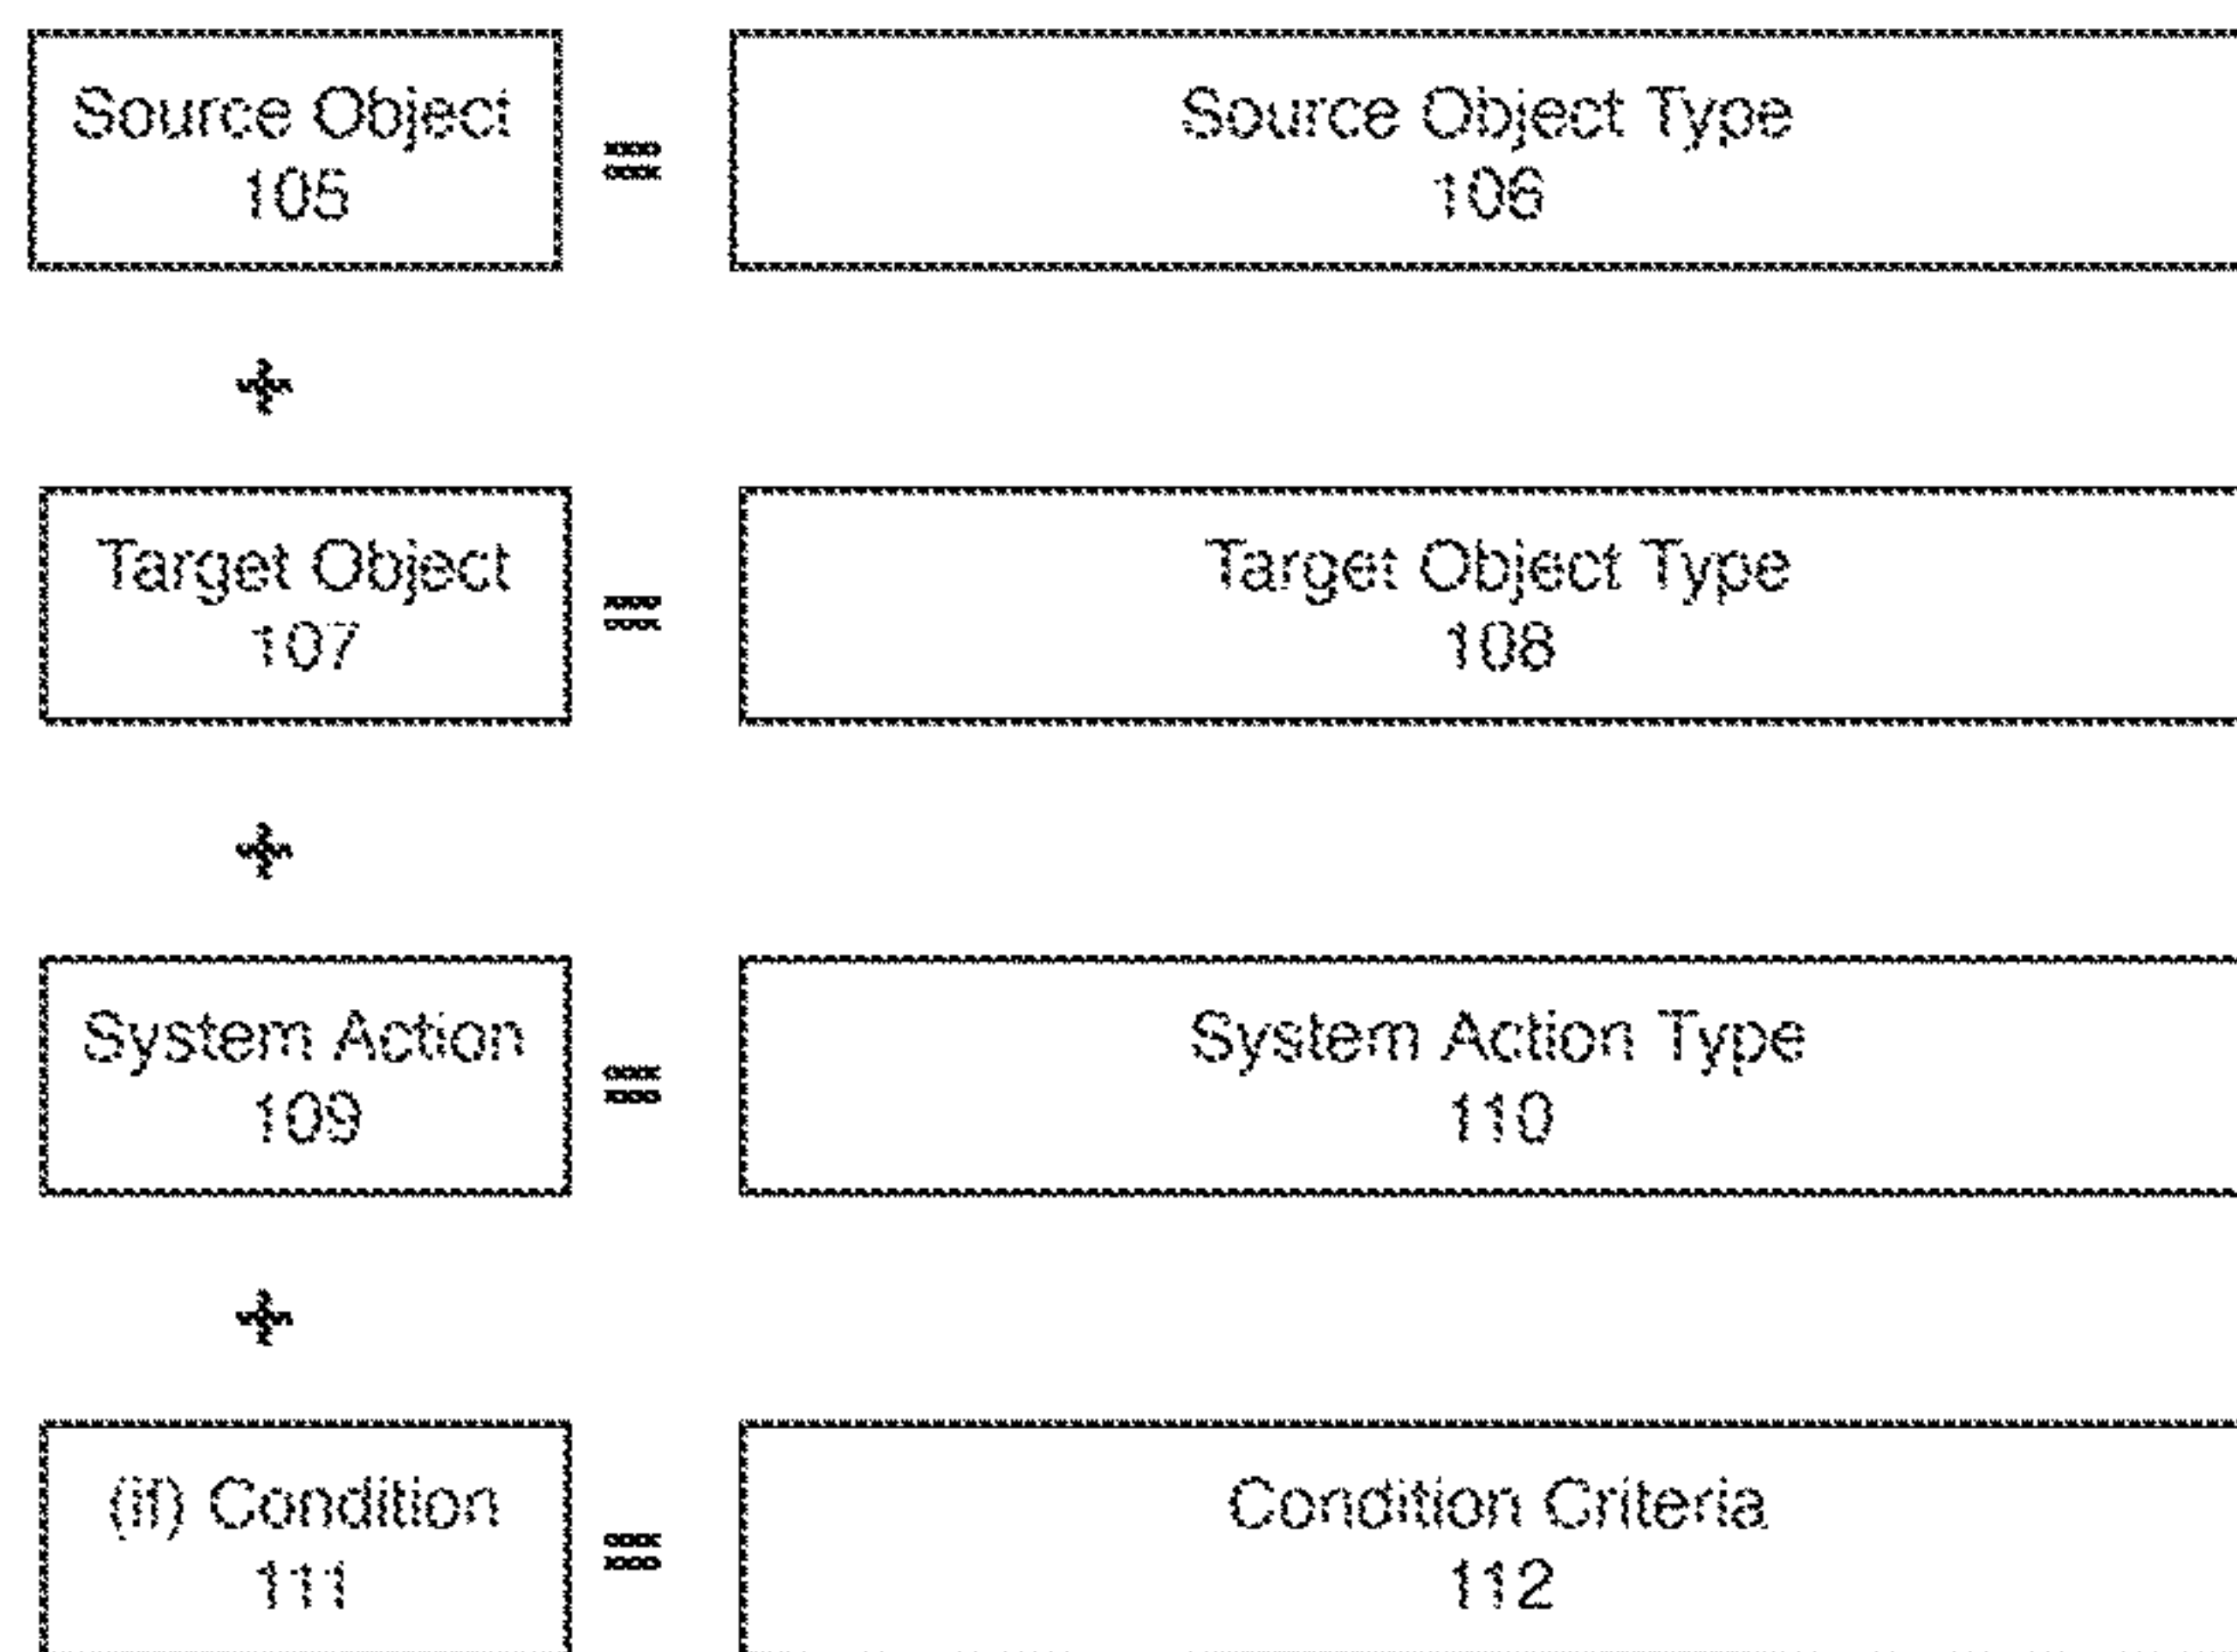 Source Object
105
=
Source Object Type
106
+
Target Object
107
=
Target Object Type
108
+
System Action
109
=
System Action Type
110
+
(if) Condition
111
=
Condition Criteria
112